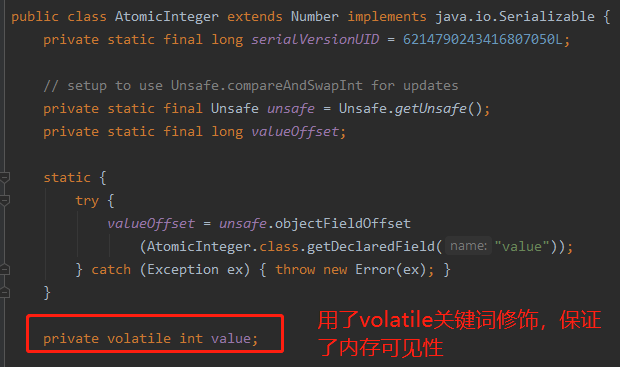 public class AtomicInteger extends Number implements java.io.Serializable {
private static final long serialVersionUID = 6214790243416807050L;
// setup to use Unsafe.compareAndSwapInt for updates
private static final Unsafe unsafe = Unsafe.getUnsafe();
private static final long valueOffset;
static {
try {
valueOffset = unsafe.objectFieldOffset
(AtomicInteger.class.getDeclaredField( name: "value"));
} catch (Exception ex) { throw new Error(ex); }
}
private volatile int value;
用了volatile关键词修饰，保证
了内存可见性